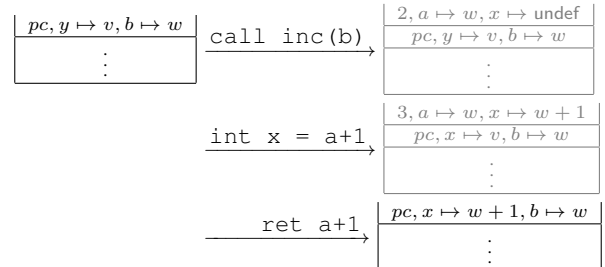 pc, y ↦ v, b ↦ w
⋮
call inc(b)
2, a ↦ w, x ↦ undef
pc, y ↦ v, b ↦ w
⋮
int x = a+1
3, a ↦ w, x ↦ w + 1
pc, x ↦ v, b ↦ w
⋮
ret a+1
pc, x ↦ w + 1, b ↦ w
⋮